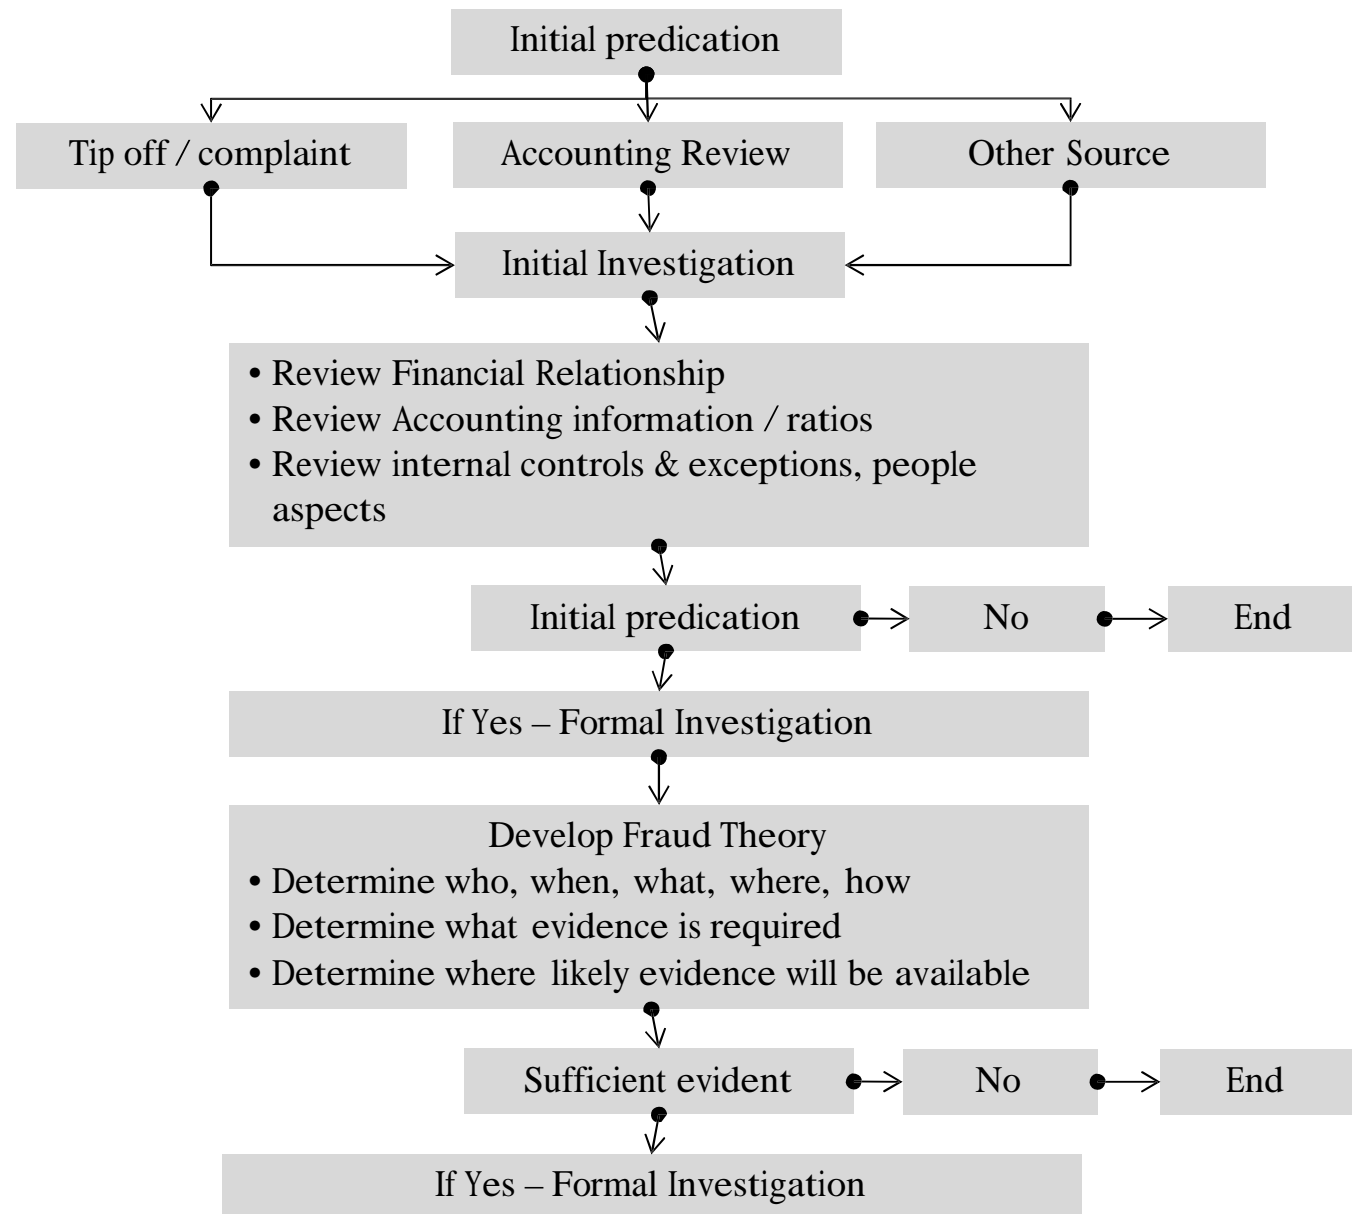 Initial predication
Tip off / complaint
Accounting Review
Other Source
Initial Investigation
• Review Financial Relationship
• Review Accounting information / ratios
• Review internal controls & exceptions, people
aspects
Initial predication
No
End
If Yes – Formal Investigation
Develop Fraud Theory
• Determine who, when, what, where, how
• Determine what evidence is required
• Determine where likely evidence will be available
Sufficient evident
No
End
If Yes – Formal Investigation